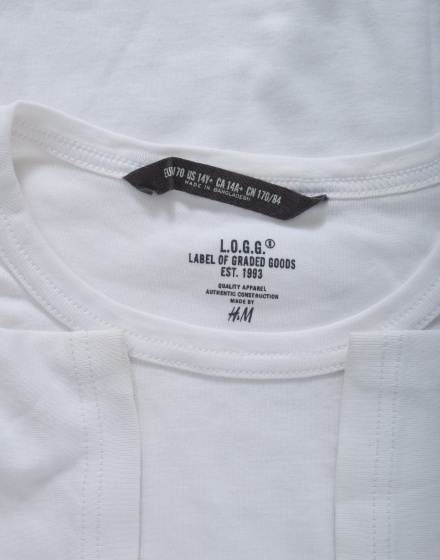 EUR 170 US 14Y+ CA 14A+ CN 170/84
MADE IN BANGLADESH
L.O.G.G.®
LABEL OF GRADED GOODS
EST. 1993
QUALITY APPAREL
AUTHENTIC CONSTRUCTION
MADE BY
H&M